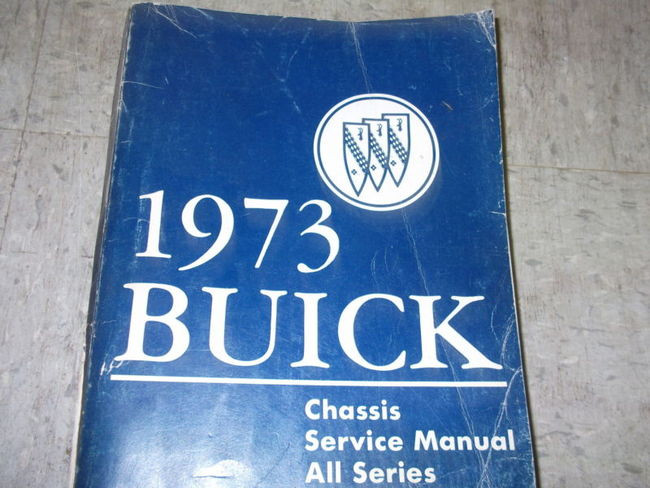 1973
BUICK
Chassis
Service Manual
All Series